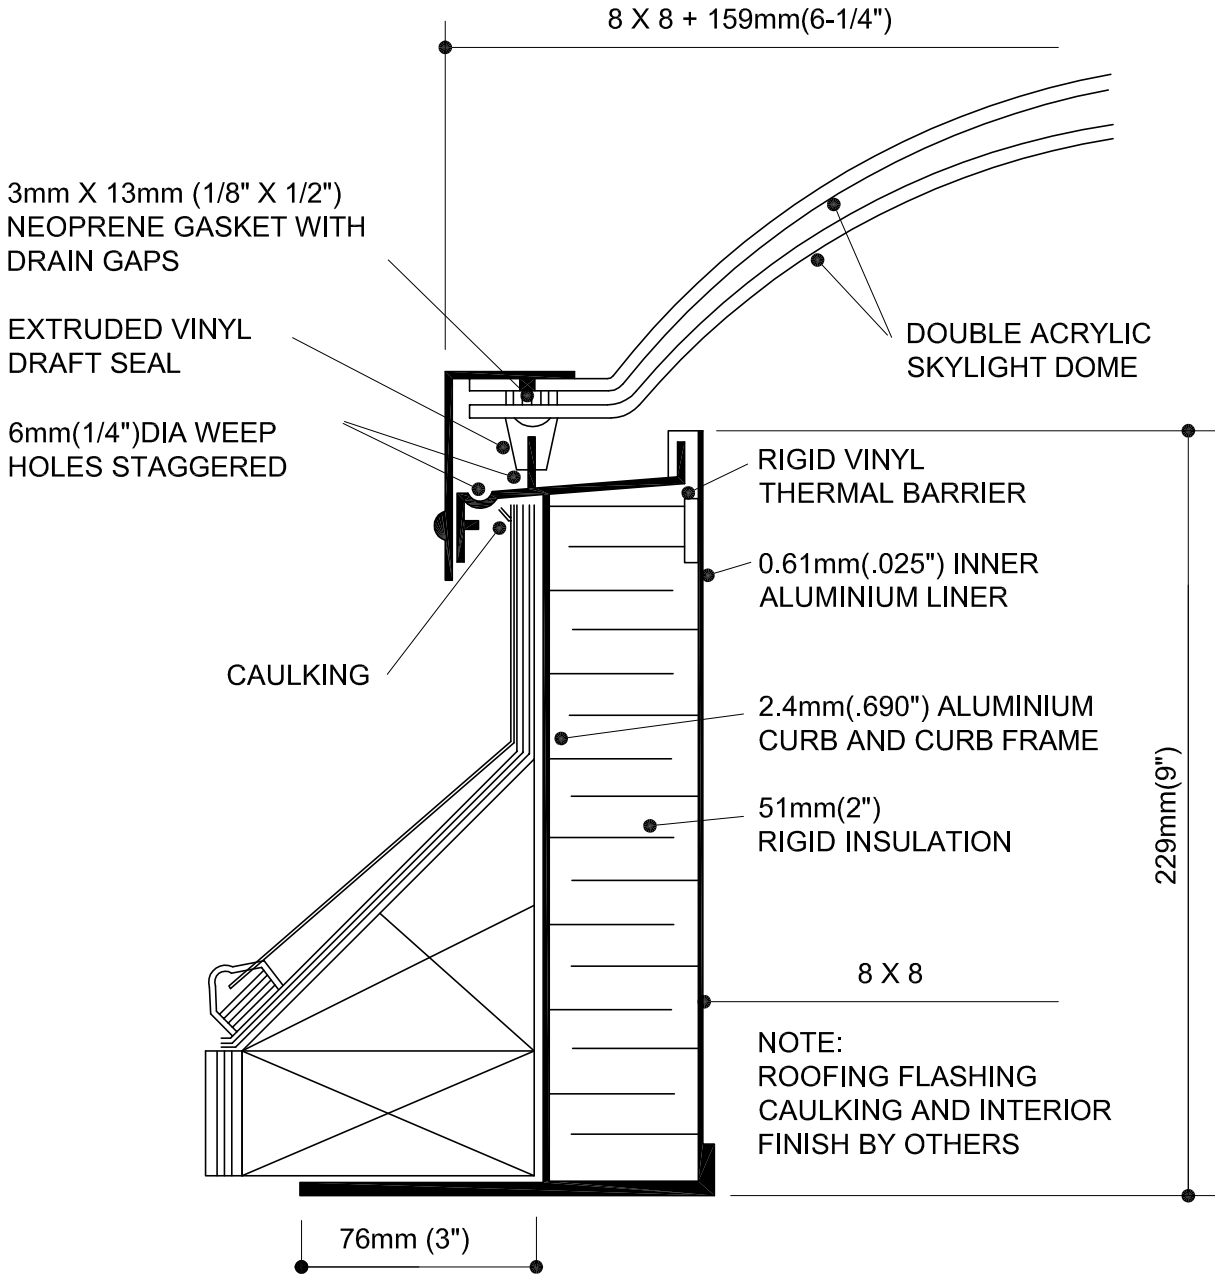 8 X 8 + 159mm(6-1/4")
3mm X 13mm (1/8" X 1/2")
NEOPRENE GASKET WITH
DRAIN GAPS
EXTRUDED VINYL
DRAFT SEAL
6mm(1/4")DIA WEEP
HOLES STAGGERED
CAULKING
DOUBLE ACRYLIC
SKYLIGHT DOME
RIGID VINYL
THERMAL BARRIER
0.61mm(.025") INNER
ALUMINIUM LINER
2.4mm(.690") ALUMINIUM
CURB AND CURB FRAME
51mm(2")
RIGID INSULATION
229mm(9")
8 X 8
NOTE:
ROOFING FLASHING
CAULKING AND INTERIOR
FINISH BY OTHERS
76mm (3")